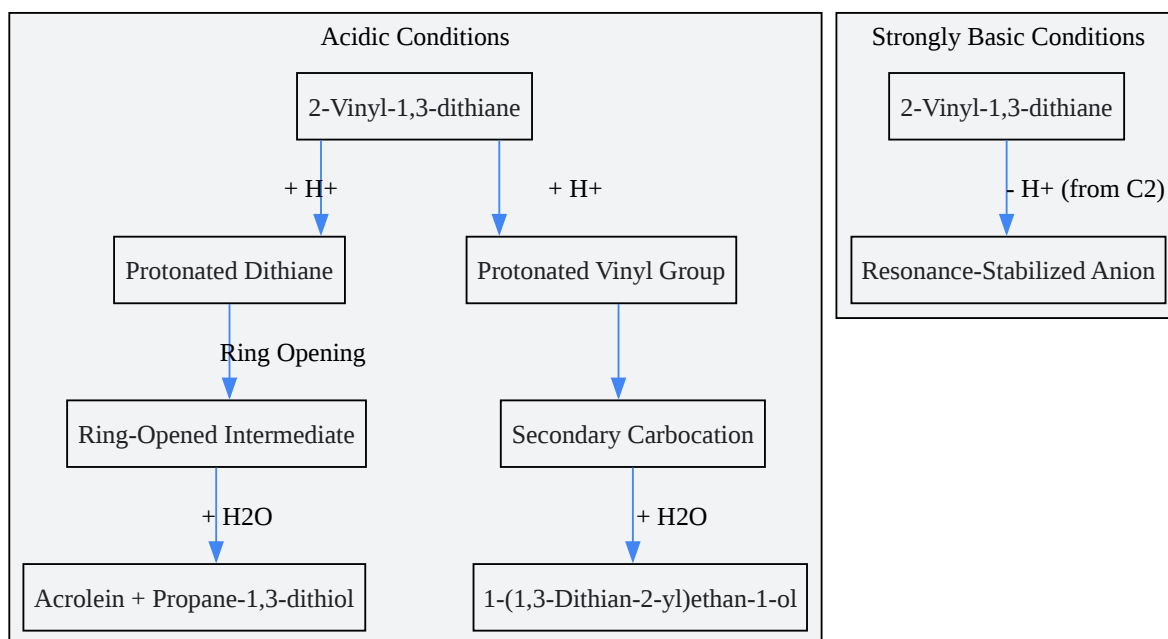 Acidic Conditions
2-Vinyl-1,3-dithiane
+ H+
+ H+
Protonated Dithiane
Protonated Vinyl Group
Ring Opening
Ring-Opened Intermediate
Secondary Carbocation
+ H2O
+ H2O
Acrolein + Propane-1,3-dithiol
1-(1,3-Dithian-2-yl)ethan-1-ol
Strongly Basic Conditions
2-Vinyl-1,3-dithiane
- H+ (from C2)
Resonance-Stabilized Anion